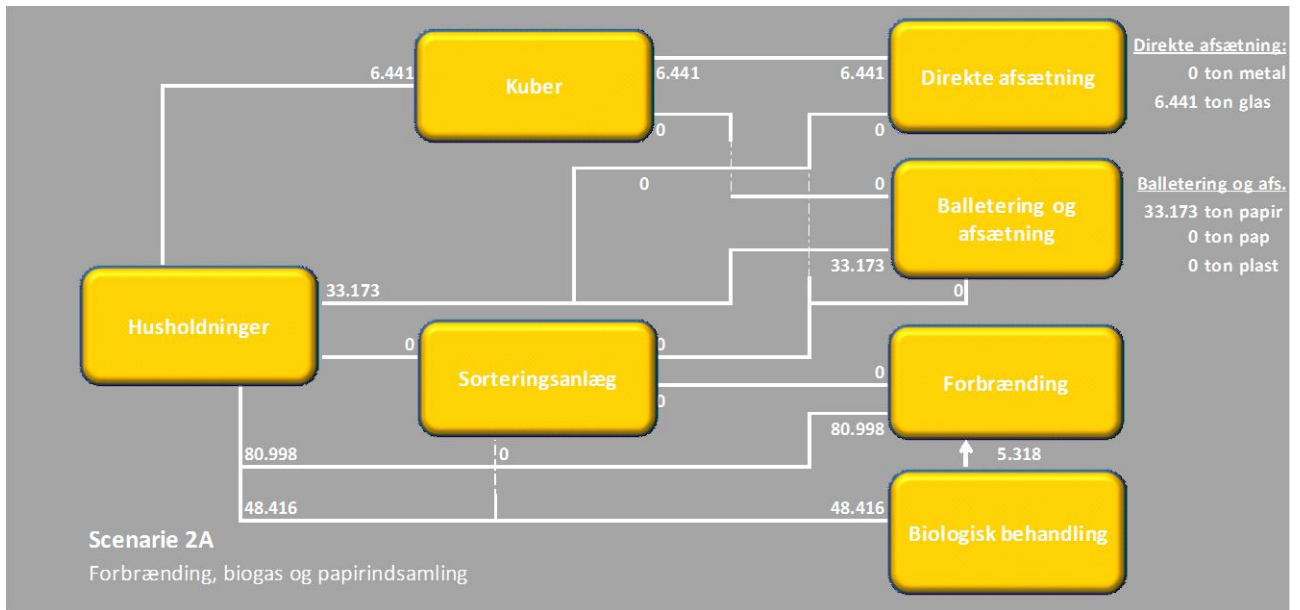 6.441
Kuber
6.441
0
6.441
0
Direkte afsætning
Direkte afsætning:
0 ton metal
6.441 ton glas
0
0
33.173
Balletering og
afsætning
Balletering og afs.
33.173 ton papir
0 ton pap
0 ton plast
Husholdninger
33.173
0
0
Sorteringsanlæg
0
0
0
80.998
Forbrænding
80.998
0
5.318
48.416
48.416
Biologisk behandling
Scenarie 2A
Forbrænding, biogas og papirindsamling